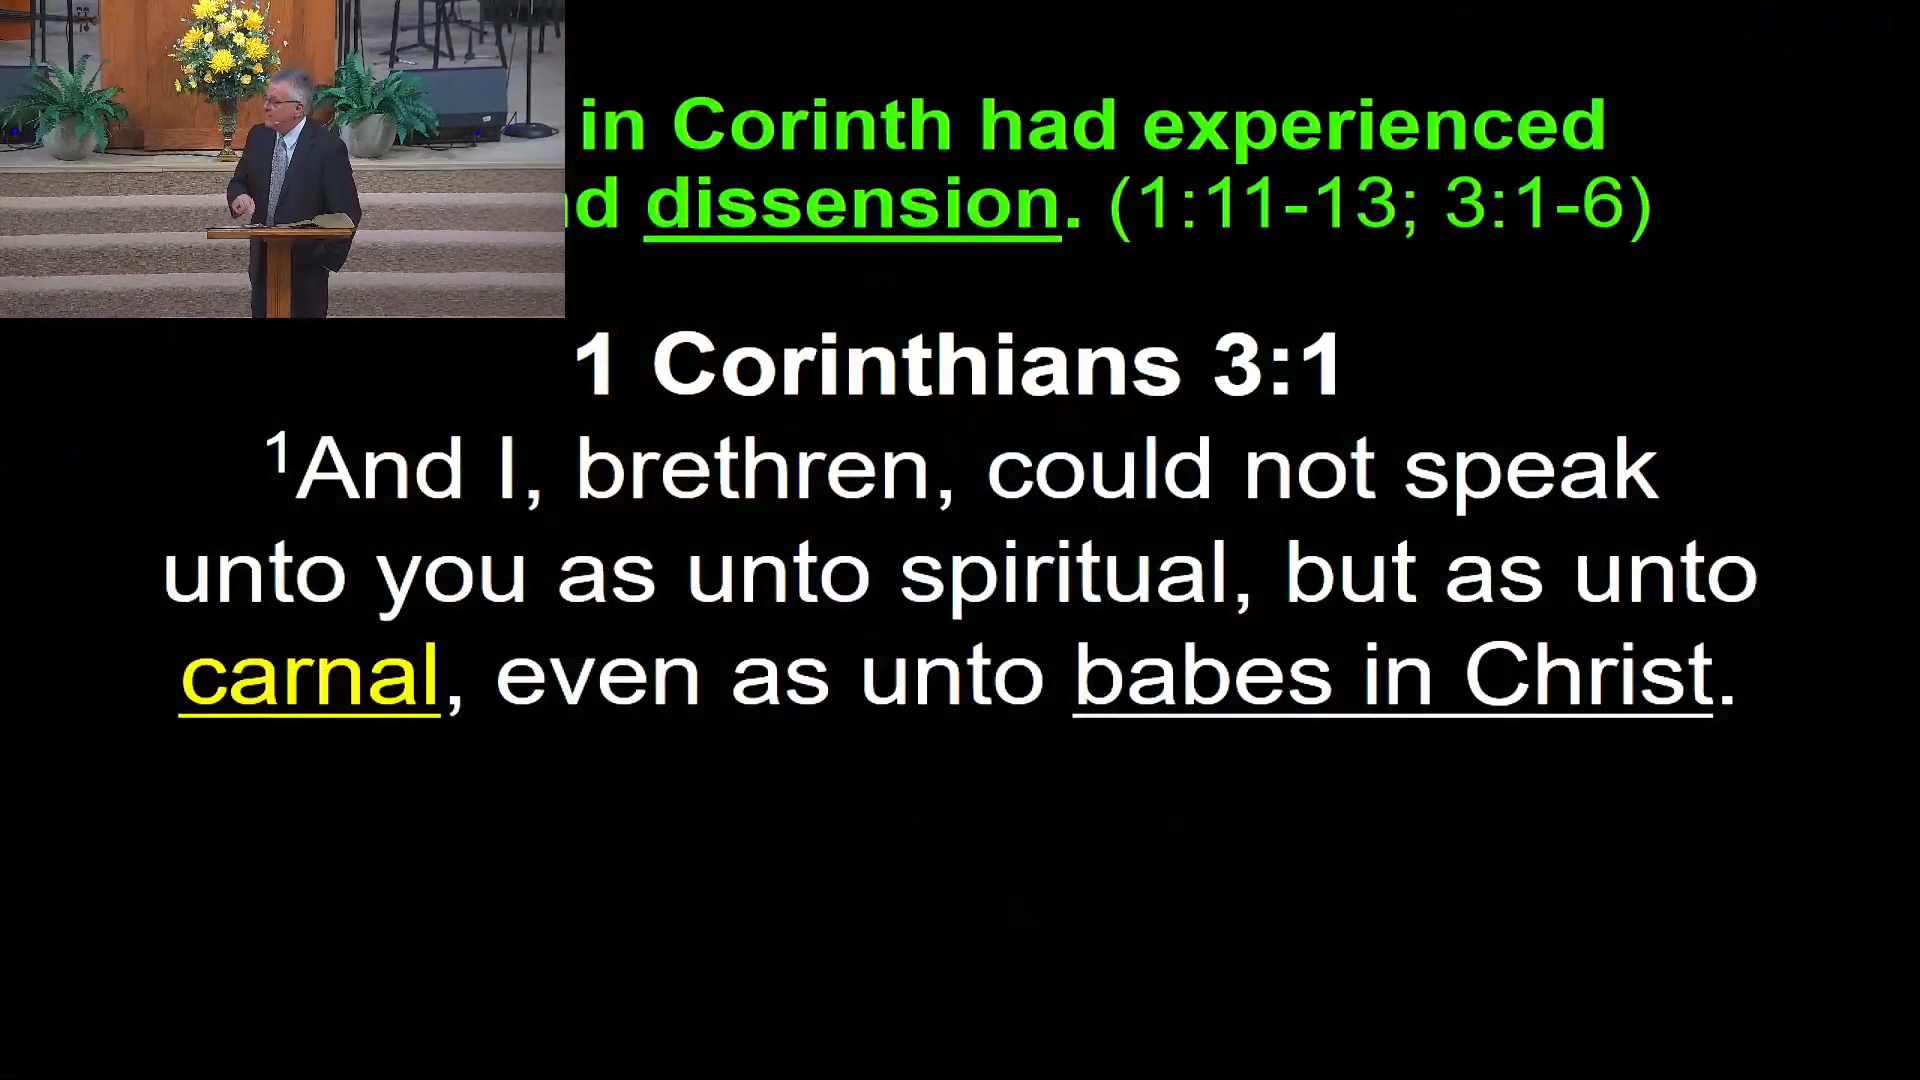 in Corinth had experienced
dissension. (1:11-13; 3:1-6)
1 Corinthians 3:1
1And I, brethren, could not speak
unto you as unto spiritual, but as unto
carnal, even as unto babes in Christ.